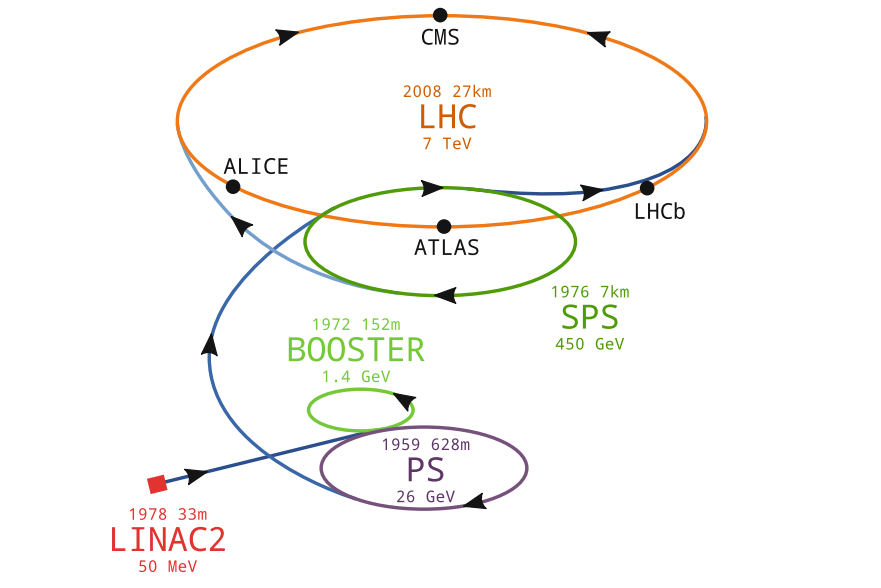 CMS
2008 27km
LHC
7 TeV
ALICE
LHCb
ATLAS
1976 7km
SPS
450 GeV
1972 152m
BOOSTER
1.4 GeV
1959 628m
PS
26 GeV
1978 33m
LINAC2
50 MeV